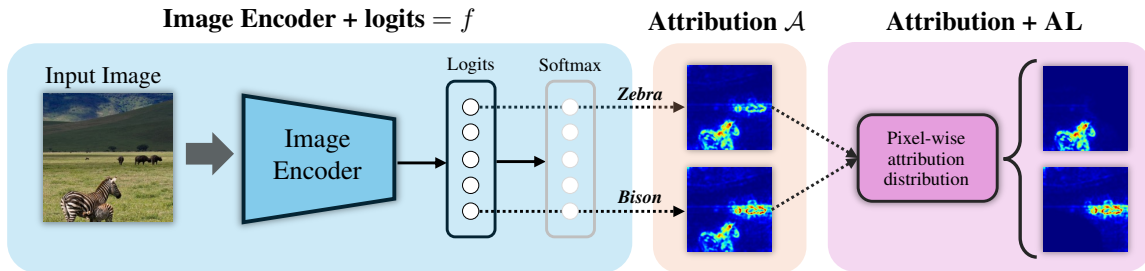 Image Encoder + logits = f
Attribution A
Attribution + AL
Input Image
Logits
Softmax
Image
Encoder
Zebra
Bison
Pixel-wise
attribution
distribution